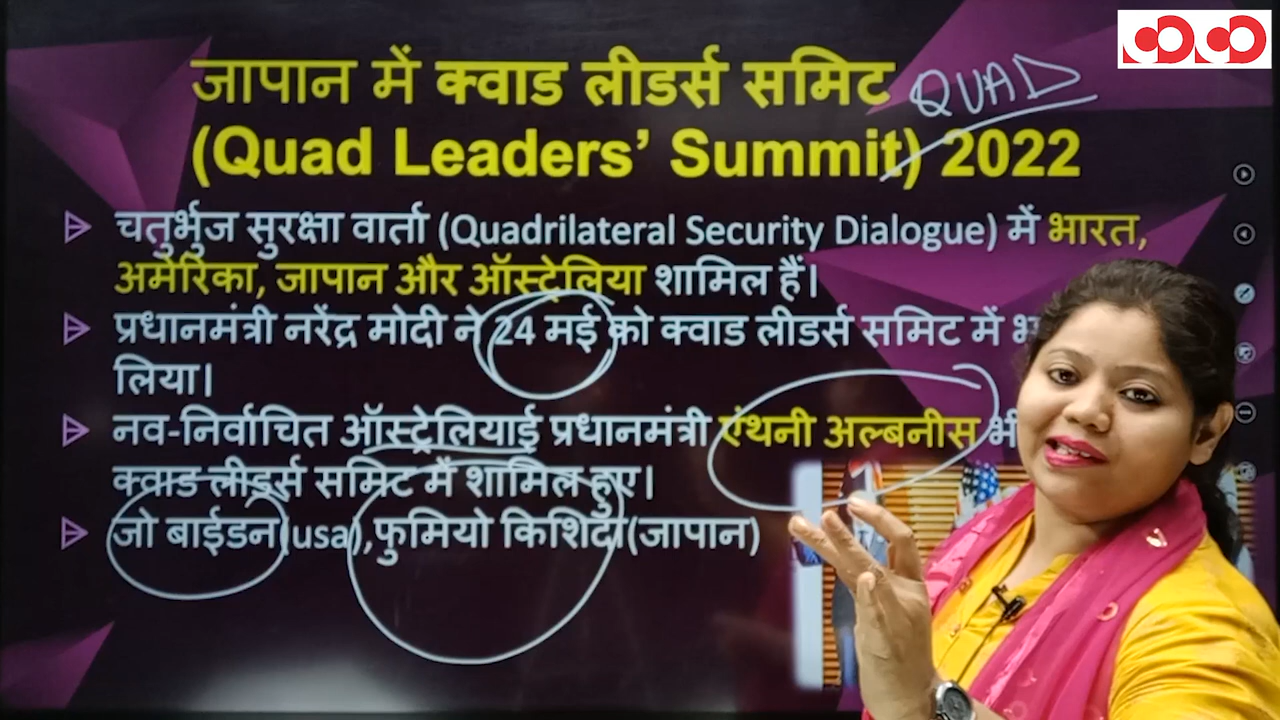 जापान में क्वाड लीडर्स समिट QUAD
(Quad Leaders’ Summit) 2022
चतुर्भुज सुरक्षा वार्ता (Quadrilateral Security Dialogue) में भारत,
अमेरिका, जापान और ऑस्ट्रेलिया शामिल हैं।
प्रधानमंत्री नरेंद्र मोदी ने 24 मई को क्वाड लीडर्स समिट में
लिया।
नव-निर्वाचित ऑस्ट्रेलियाई प्रधानमंत्री एंथनी अल्बनीस भी
क्वाड लीडर्स समिट में शामिल हुए।
जो बाईडन(usa),फुमियो किशिदा(जापान)